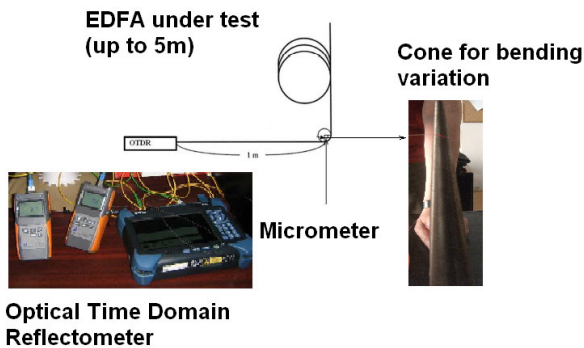 EDFA under test
(up to 5m)
Cone for bending
variation
OTDR
1 m
Micrometer
Optical Time Domain
Reflectometer